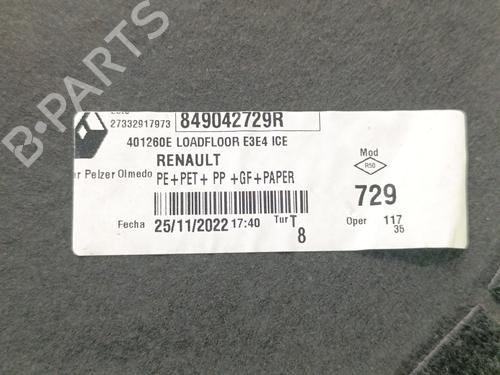 27332917973
849042729R
401260E LOADFLOOR E3E4 ICE
RENAULT
er Pelzer Olmedo
PE+PET+ PP +GF+PAPER
Mod
R50
729
Fecha 25/11/2022 17:40 Tur T
8
Oper 117
35
B-PARTS